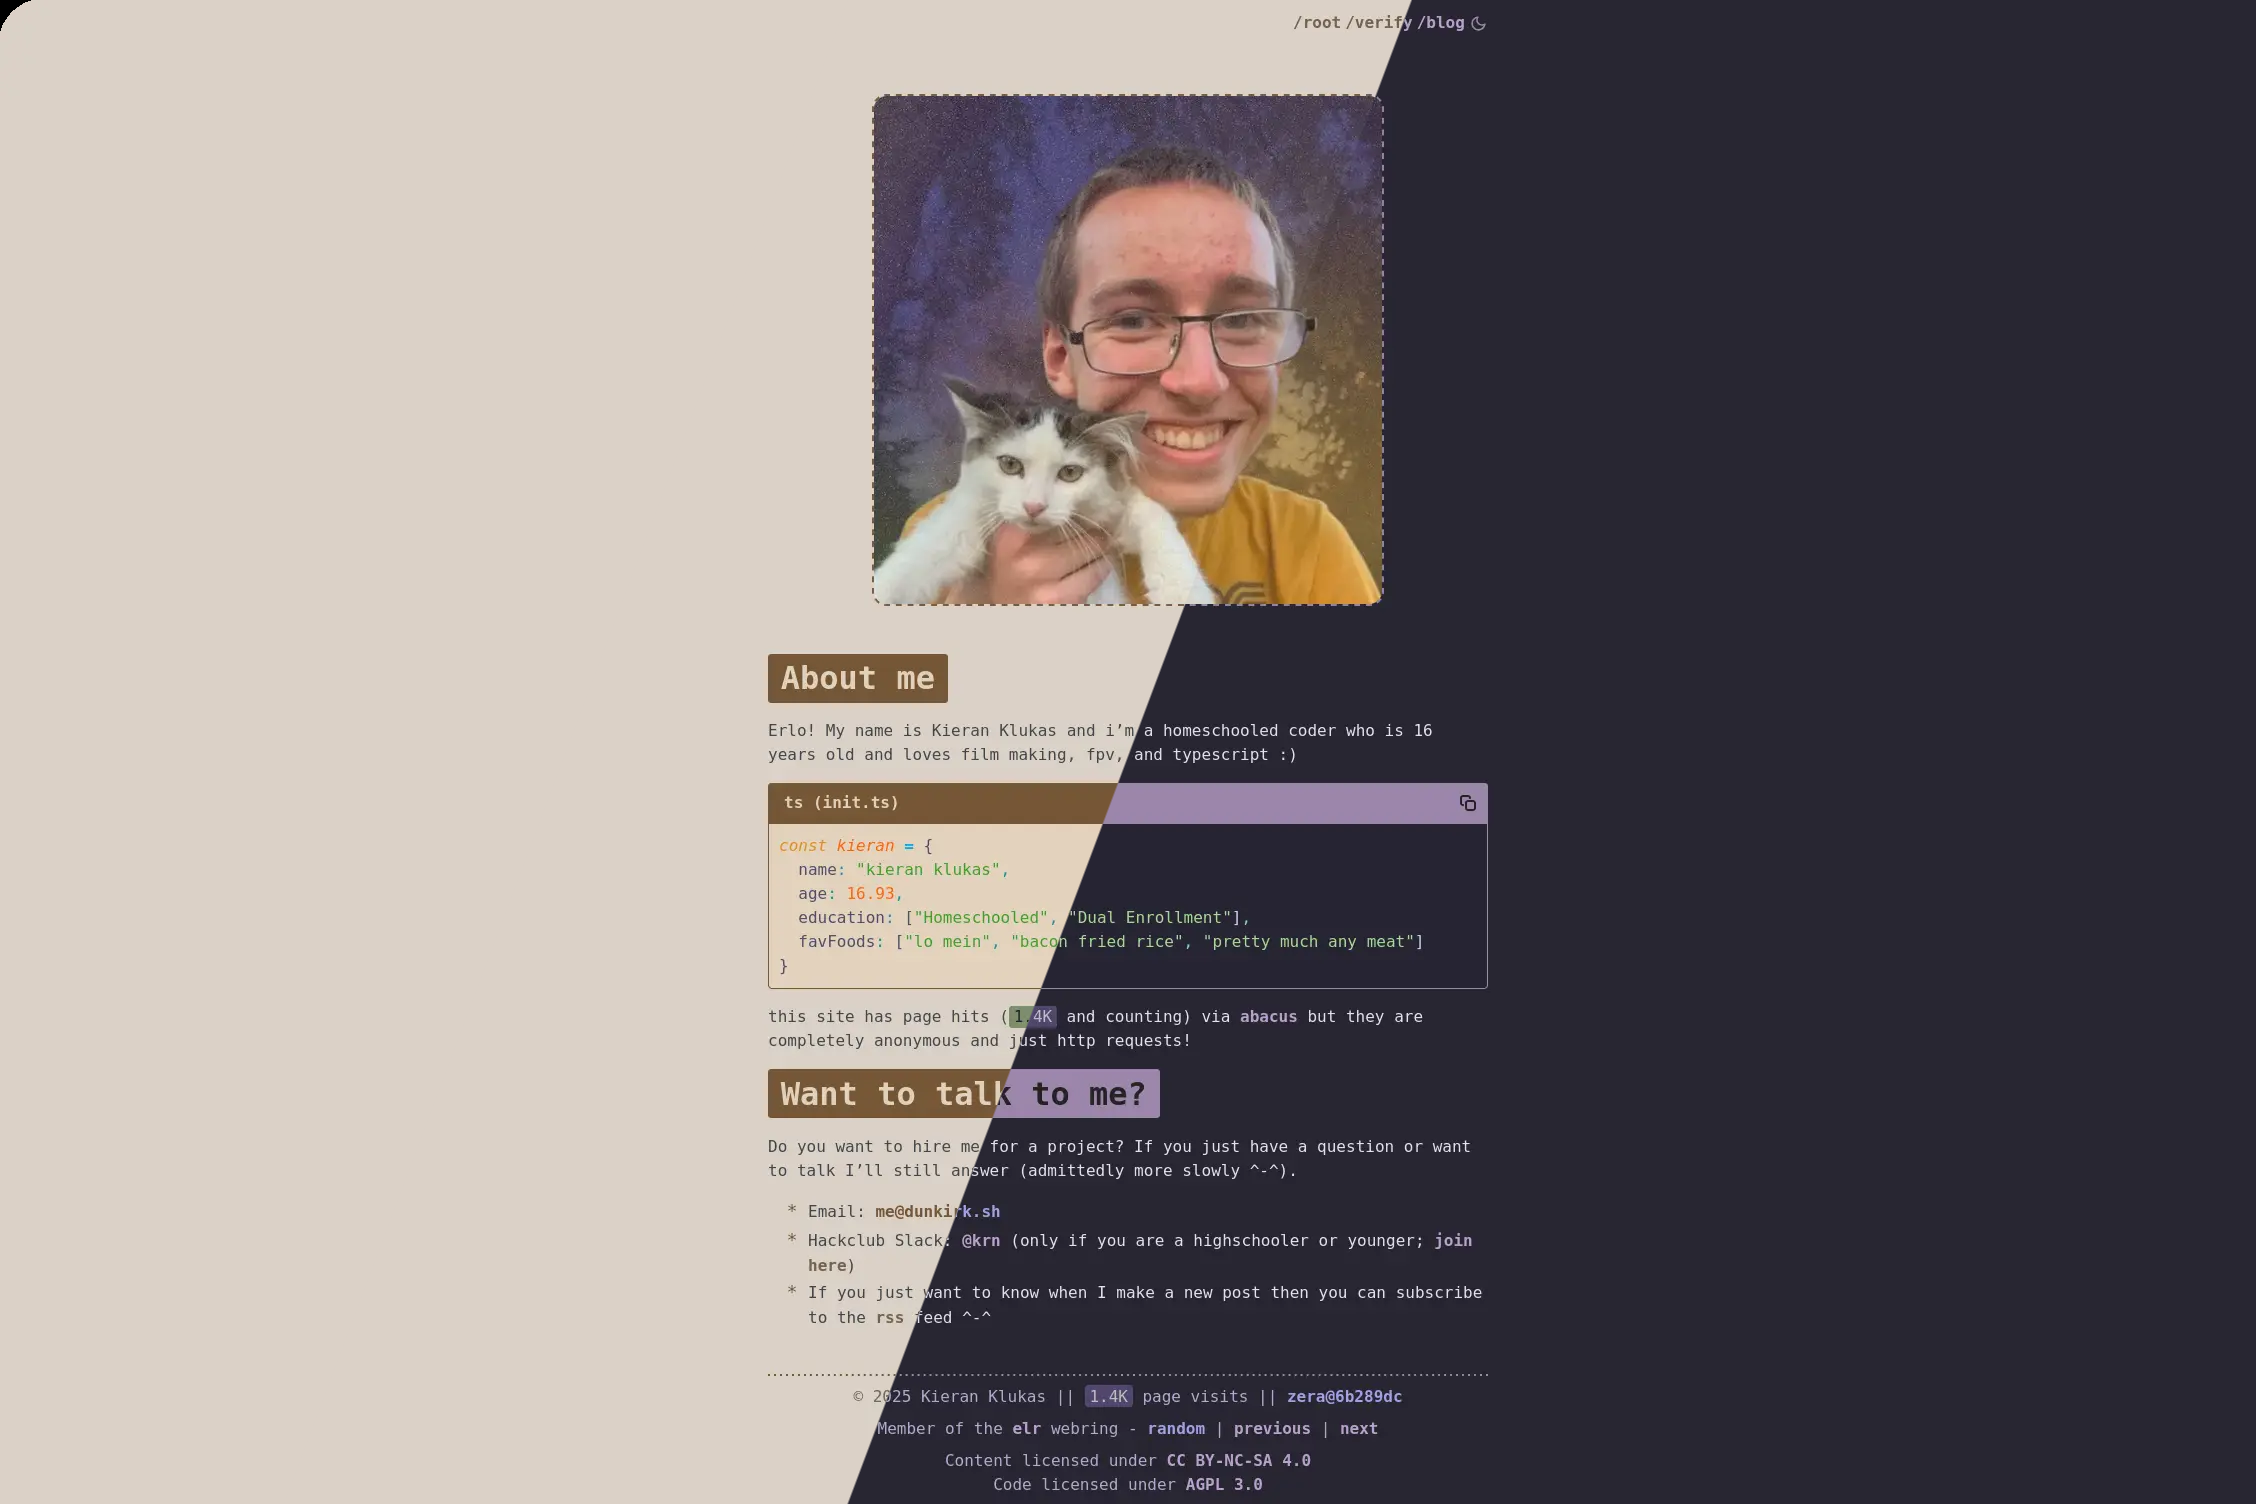 /root /verify /blog
About me
Erlo! My name is Kieran Klukas and i’m a homeschooled coder who is 16
years old and loves film making, fpv, and typescript :)
ts (init.ts)
const kieran = {
  name: "kieran klukas",
  age: 16.93,
  education: ["Homeschooled", "Dual Enrollment"],
  favFoods: ["lo mein", "bacon fried rice", "pretty much any meat"]
}
this site has page hits (1.4K and counting) via abacus but they are
completely anonymous and just http requests!
Want to talk to me?
Do you want to hire me for a project? If you just have a question or want
to talk I’ll still answer (admittedly more slowly ^-^).
* Email: me@dunkirk.sh
* Hackclub Slack: @krn (only if you are a highschooler or younger; join
here)
* If you just want to know when I make a new post then you can subscribe
to the rss feed ^-^
© 2025 Kieran Klukas || 1.4K page visits || zera@6b289dc
Member of the elr webring - random | previous | next
Content licensed under CC BY-NC-SA 4.0
Code licensed under AGPL 3.0